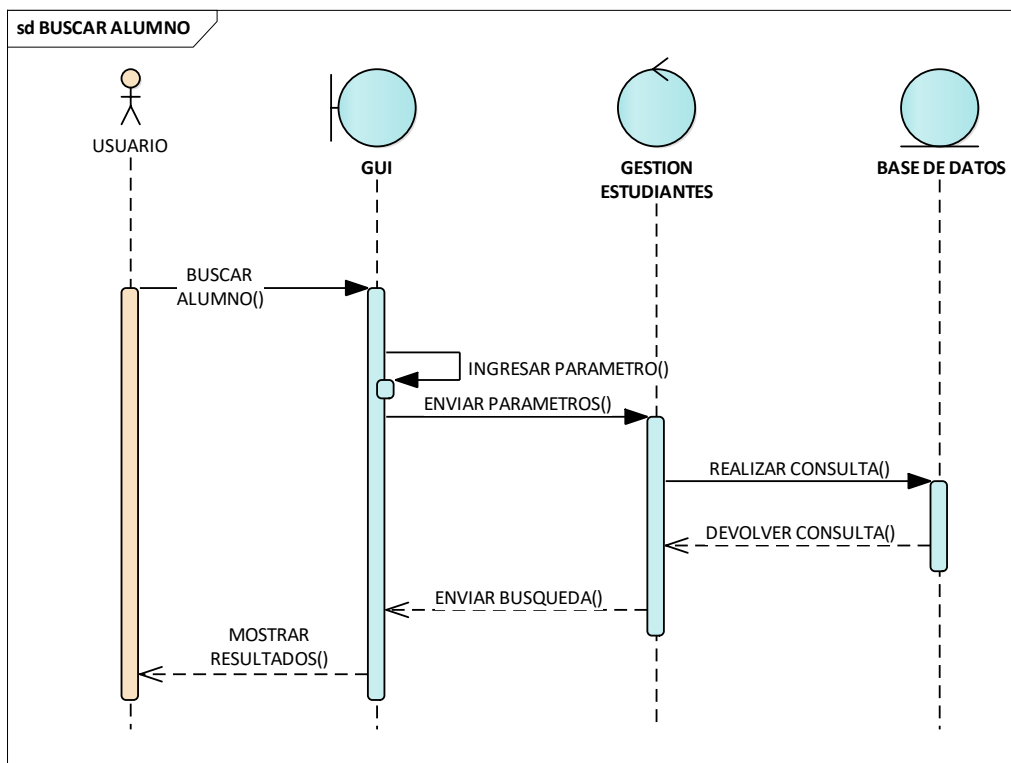 sd BUSCAR ALUMNO
USUARIO
GUI
GESTION
ESTUDIANTES
BASE DE DATOS
BUSCAR
ALUMNO()
INGRESAR PARAMETRO()
ENVIAR PARAMETROS()
REALIZAR CONSULTA()
DEVOLVER CONSULTA()
ENVIAR BUSQUEDA()
MOSTRAR
RESULTADOS()